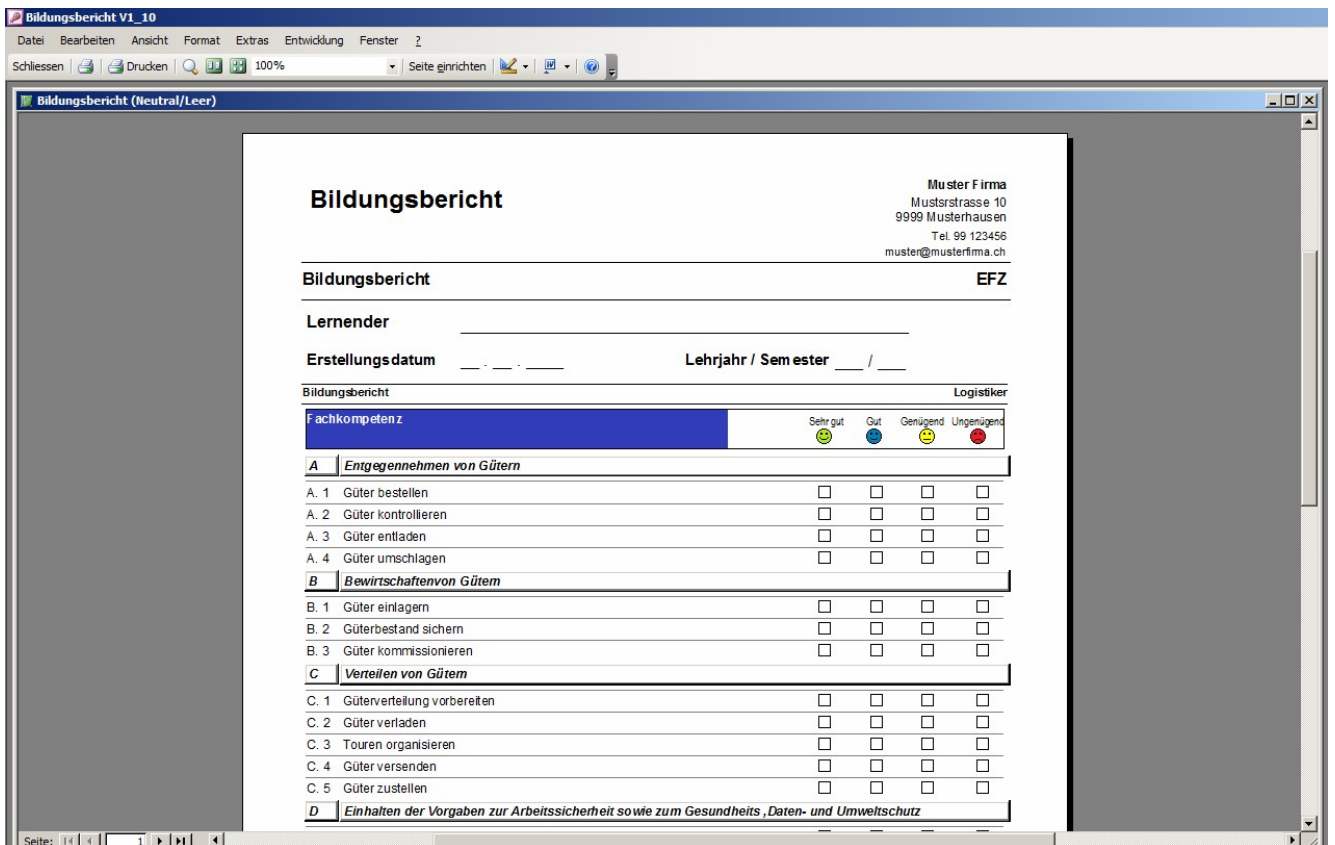 Bildungsbericht V1_10
Datei Bearbeiten Ansicht Format Extras Entwicklung Fenster ?
Schliessen Drucken 100% Seite einrichten
Bildungsbericht (Neutral/Leer)
Bildungsbericht
Muster Firma
Mustsrstrasse 10
9999 Musterhausen
Tel. 99 123456
muster@musterfirma.ch
Bildungsbericht EFZ
Lernender
Erstellungsdatum __ . __ . ____ Lehrjahr / Semester ___ / ___
Bildungsbericht Logistiker
Fachkompetenz Sehr gut Gut Genügend Ungenügend
A Entgegennehmen von Gütern
A. 1 Güter bestellen
A. 2 Güter kontrollieren
A. 3 Güter entladen
A. 4 Güter umschlagen
B Bewirtschaftenvon Gütern
B. 1 Güter einlagern
B. 2 Güterbestand sichern
B. 3 Güter kommissionieren
C Verteilen von Gütern
C. 1 Güterverteilung vorbereiten
C. 2 Güter verladen
C. 3 Touren organisieren
C. 4 Güter versenden
C. 5 Güter zustellen
D Einhalten der Vorgaben zur Arbeitssicherheit sowie zum Gesundheits ,Daten- und Umweltschutz
Seite: 1